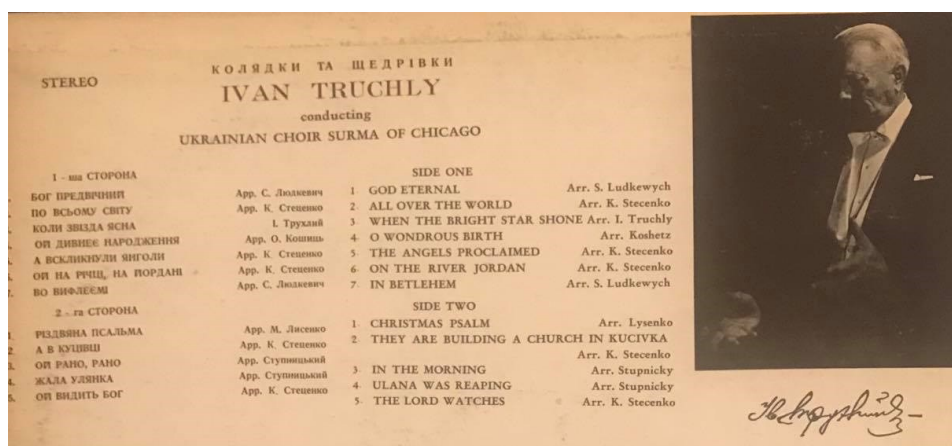 STEREO
КОЛЯДКИ ТА ЩЕДРІВКИ
IVAN TRUCHLY
conducting
UKRAINIAN CHOIR SURMA OF CHICAGO
1 - ша СТОРОНА
БОГ ПРЕДВІЧНИЙ Арр. С. Людкевич
ПО ВСЬОМУ СВІТУ Арр. К. Стеценко
КОЛИ ЗВІЗДА ЯСНА І. Трухлий
ОЙ ДИВНЕЄ НАРОДЖЕННЯ Арр. О. Кошиць
А ВСКЛИКНУЛИ ЯНГОЛИ Арр. К. Стеценко
ОЙ НА РІЧЦІ, НА ЙОРДАНІ Арр. К. Стеценко
7. ВО ВИФЛЕЄМІ Арр. С. Людкевич
2 - га СТОРОНА
РІЗДВЯНА ПСАЛЬМА Арр. М. Лисенко
2 А В КУЦІВЦІ Арр. К. Стеценко
3. ОЙ РАНО, РАНО Арр. Ступницький
4. ЖАЛА УЛЯНКА Арр. Ступницький
5. ОЙ ВИДИТЬ БОГ Арр. К. Стеценко
SIDE ONE
1 GOD ETERNAL Arr. S. Ludkewych
2. ALL OVER THE WORLD Arr. K. Stecenko
3 WHEN THE BRIGHT STAR SHONE Arr. I. Truchly
4. O WONDROUS BIRTH Arr. Koshetz
5. THE ANGELS PROCLAIMED Arr. K. Stecenko
6. ON THE RIVER JORDAN Arr. K. Stecenko
7. IN BETLEHEM Arr. S. Ludkewych
SIDE TWO
1. CHRISTMAS PSALM Arr. Lysenko
2. THEY ARE BUILDING A CHURCH IN KUCIVKA
Arr. K. Stecenko
3. IN THE MORNING Arr. Stupnicky
4. ULANA WAS REAPING Arr. Stupnicky
5. THE LORD WATCHES Arr. K. Stecenko